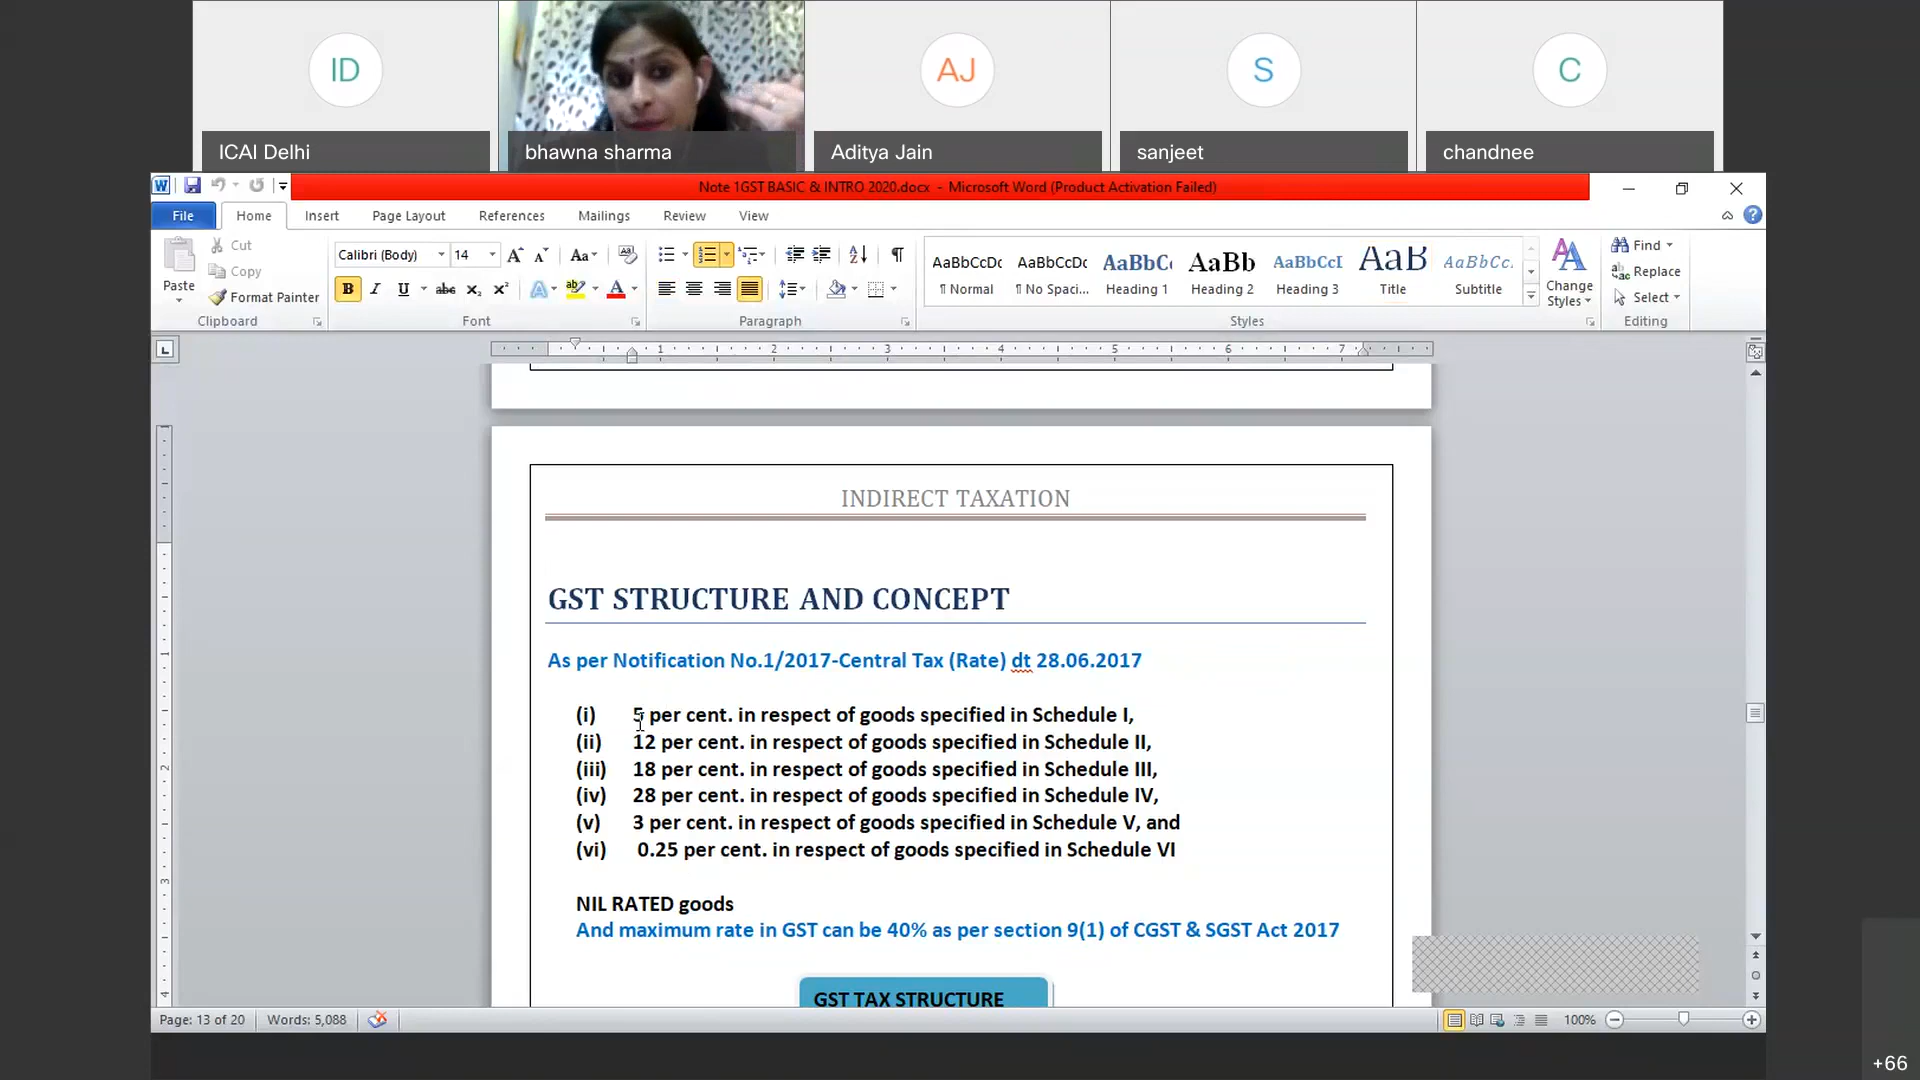 ID
AJ
S
C
ICAI Delhi
bhawna sharma
Aditya Jain
sanjeet
chandnee
Note 1GST BASIC & INTRO 2020.docx - Microsoft Word (Product Activation Failed)
File Home Insert Page Layout References Mailings Review View
Paste
Cut
Copy
Format Painter
Clipboard
Calibri (Body) 14
Font
Paragraph
AaBbCcDc AaBbCcDc AaBbC AaBb AaBbCcI AaB AaBbCc.
¶ Normal ¶ No Spaci... Heading 1 Heading 2 Heading 3 Title Subtitle
Change
Styles
Styles
Find
Replace
Select
Editing
1 2 3 4 5 6 7
INDIRECT TAXATION
GST STRUCTURE AND CONCEPT
As per Notification No.1/2017-Central Tax (Rate) dt 28.06.2017
(i) 5 per cent. in respect of goods specified in Schedule I,
(ii) 12 per cent. in respect of goods specified in Schedule II,
(iii) 18 per cent. in respect of goods specified in Schedule III,
(iv) 28 per cent. in respect of goods specified in Schedule IV,
(v) 3 per cent. in respect of goods specified in Schedule V, and
(vi) 0.25 per cent. in respect of goods specified in Schedule VI
NIL RATED goods
And maximum rate in GST can be 40% as per section 9(1) of CGST & SGST Act 2017
GST TAX STRUCTURE
Page: 13 of 20 Words: 5,088 100%
+66